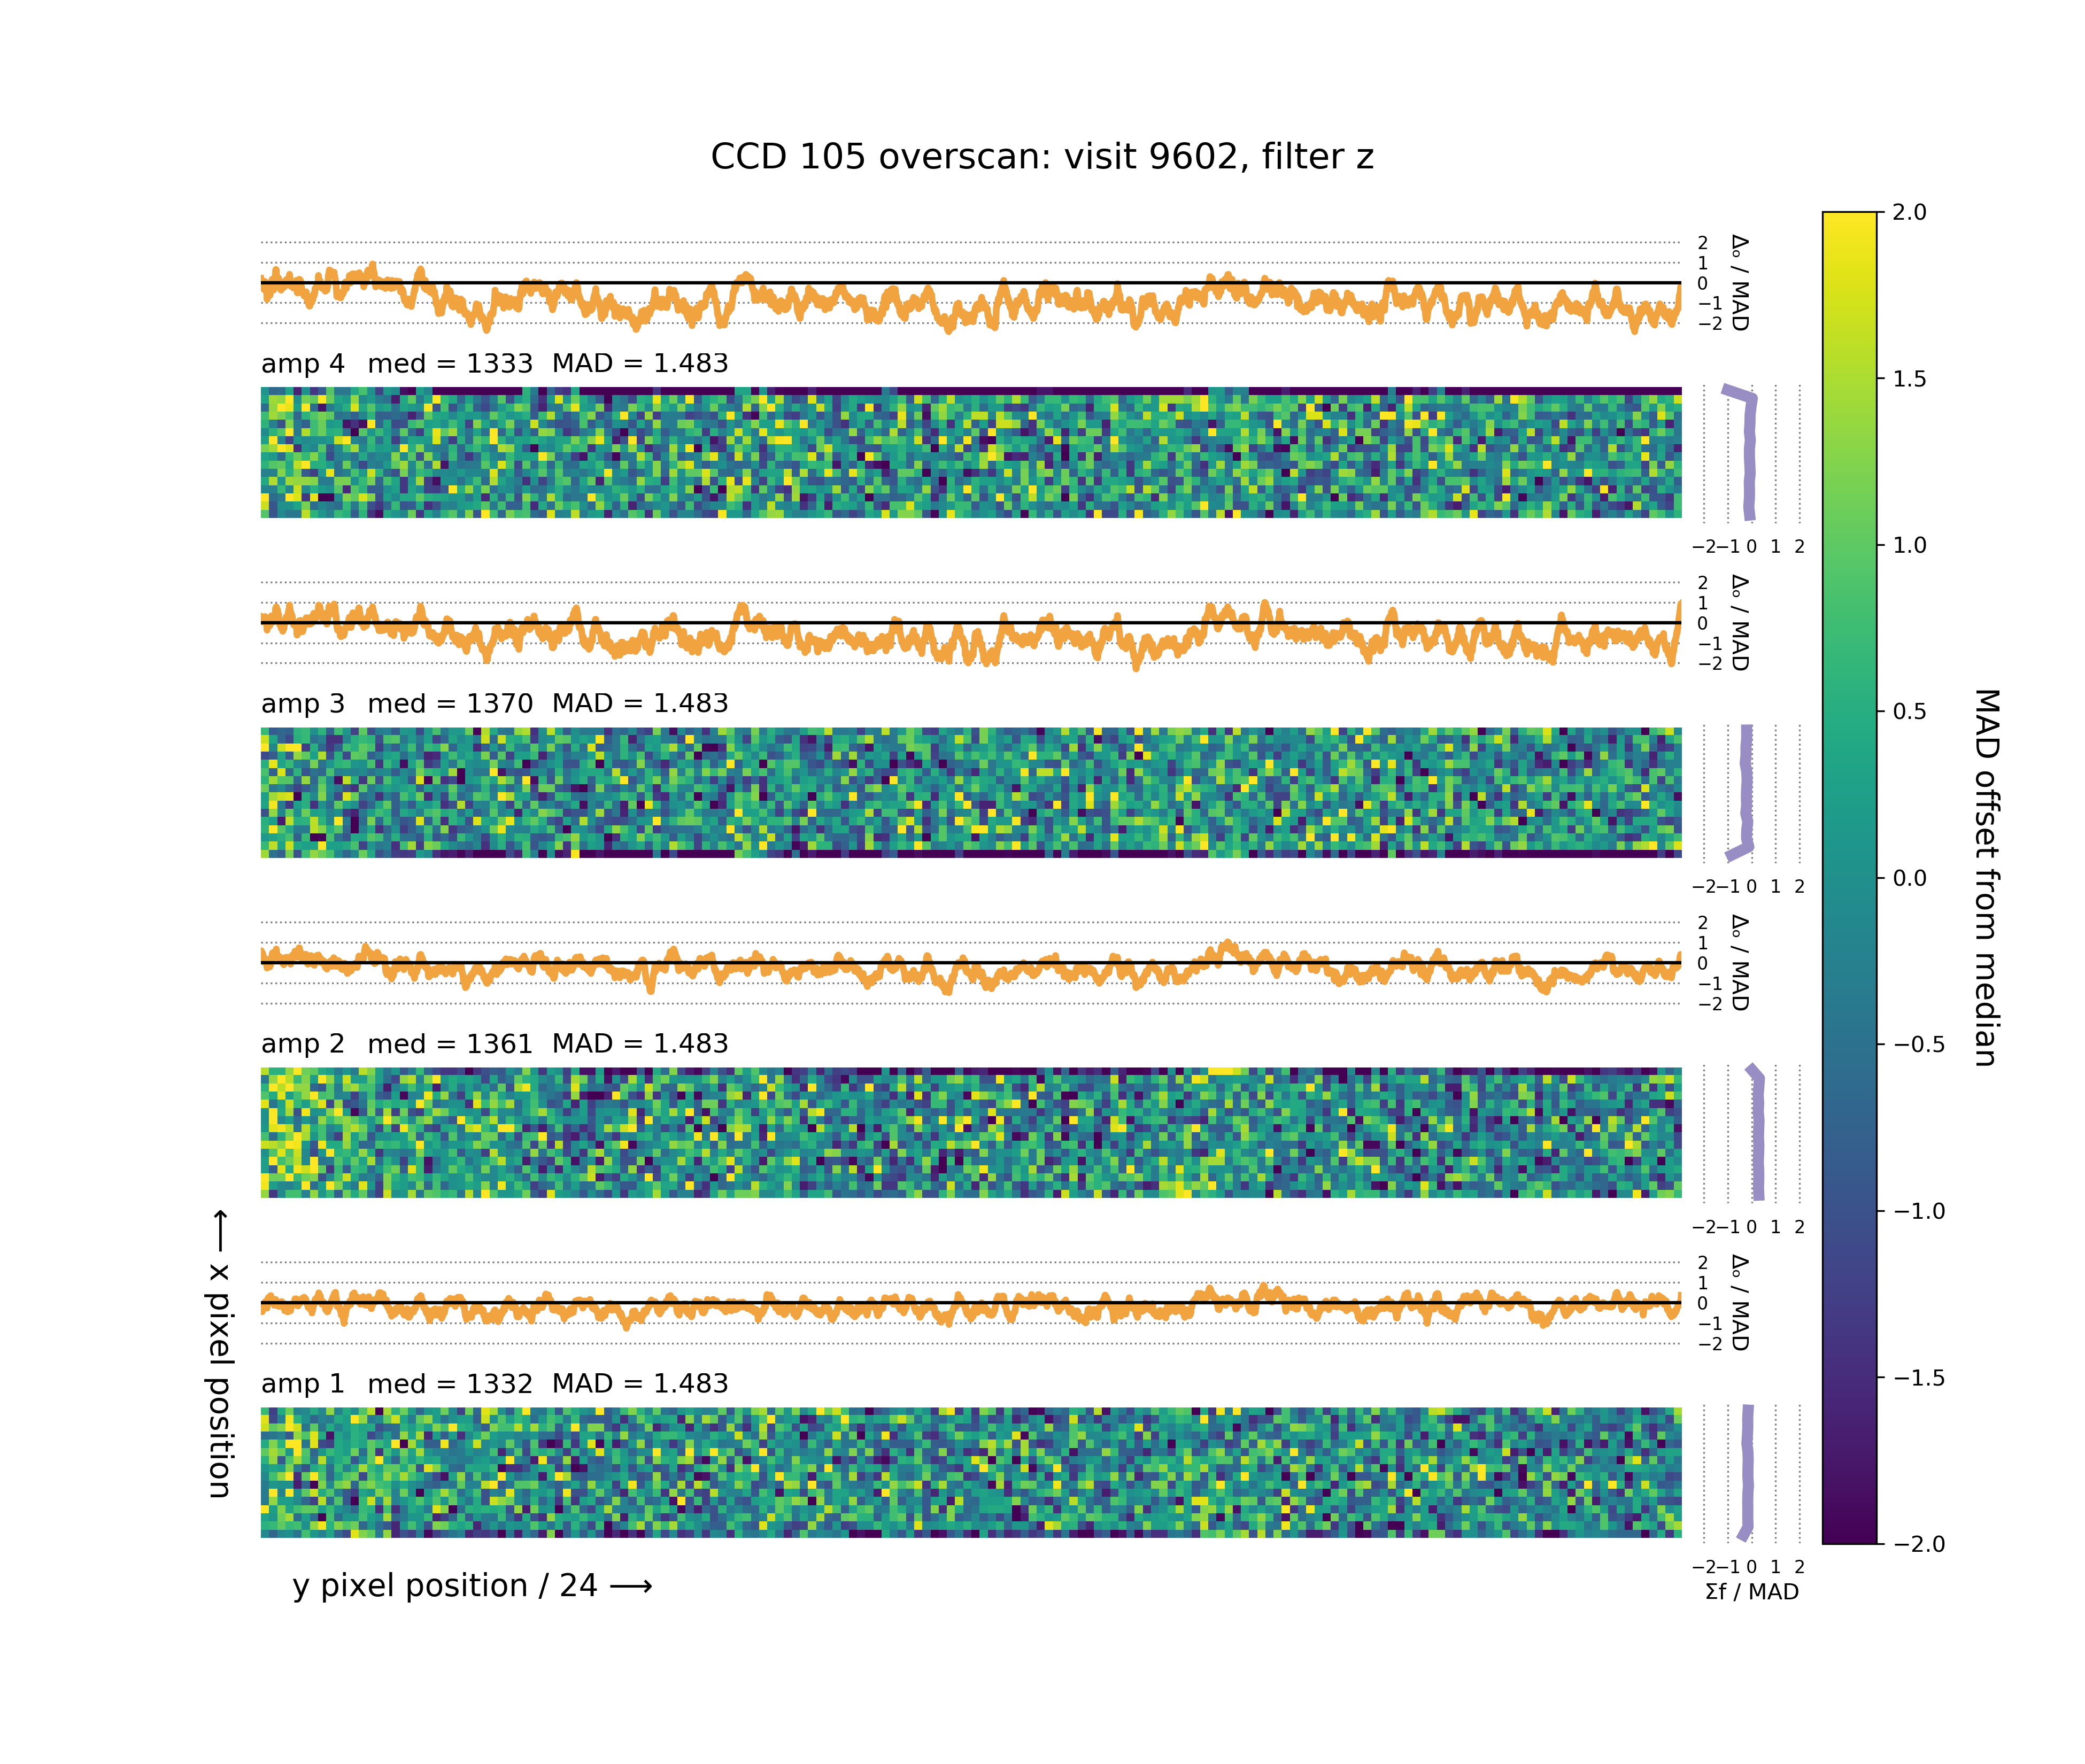 CCD 105 overscan: visit 9602, filter z
2
1
0
−1
−2
Δₒ / MAD
amp 4 med = 1333 MAD = 1.483
−2 −1 0 1 2
2
1
0
−1
−2
Δₒ / MAD
amp 3 med = 1370 MAD = 1.483
−2 −1 0 1 2
2
1
0
−1
−2
Δₒ / MAD
amp 2 med = 1361 MAD = 1.483
−2 −1 0 1 2
2
1
0
−1
−2
Δₒ / MAD
amp 1 med = 1332 MAD = 1.483
−2 −1 0 1 2
Σf / MAD
y pixel position / 24 ⟶
⟵ x pixel position
2.0
1.5
1.0
0.5
0.0
−0.5
−1.0
−1.5
−2.0
MAD offset from median